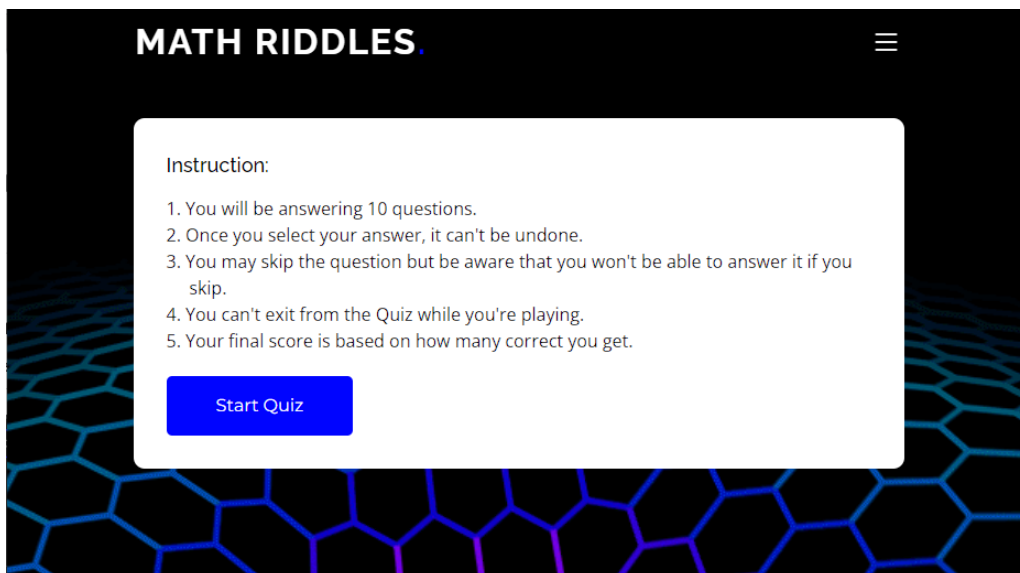 MATH RIDDLES.
Instruction:
1. You will be answering 10 questions.
2. Once you select your answer, it can't be undone.
3. You may skip the question but be aware that you won't be able to answer it if you
skip.
4. You can't exit from the Quiz while you're playing.
5. Your final score is based on how many correct you get.
Start Quiz